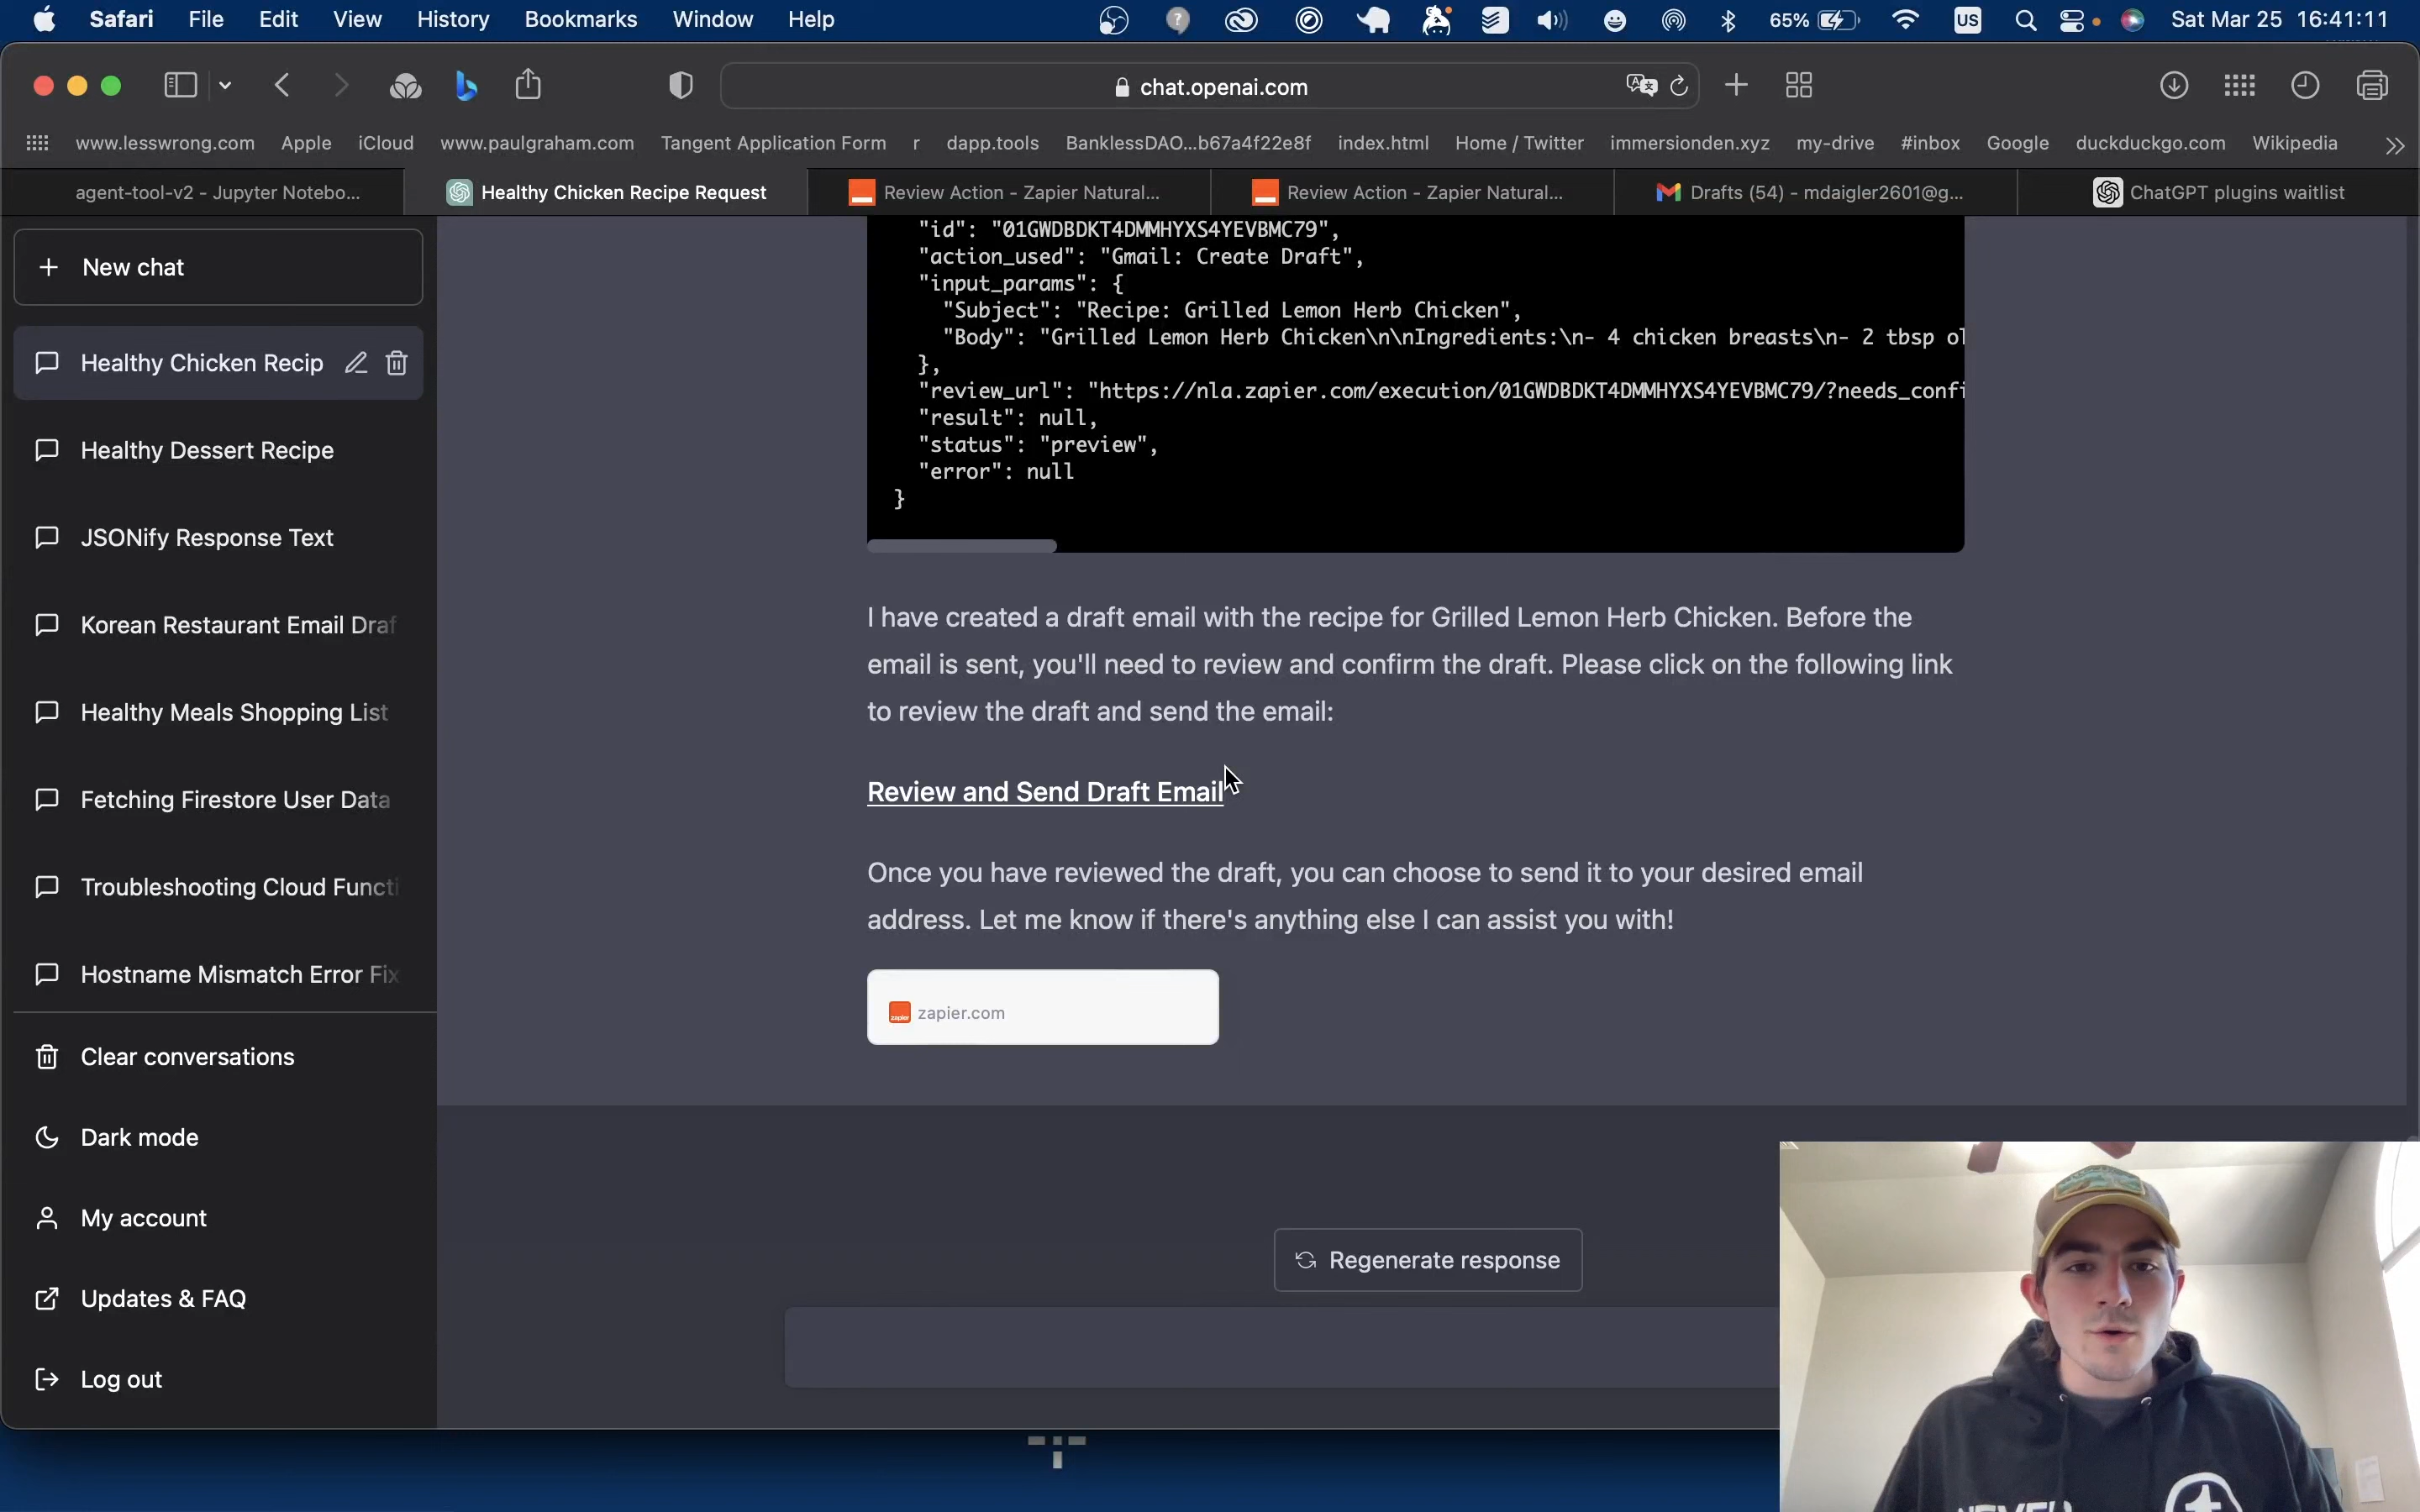 Safari File Edit View History Bookmarks Window Help 65% US Sat Mar 25 16:41:11
chat.openai.com
www.lesswrong.com Apple iCloud www.paulgraham.com Tangent Application Form r dapp.tools BanklessDAO...b67a4f22e8f index.html Home / Twitter immersionden.xyz my-drive #inbox Google duckduckgo.com Wikipedia
agent-tool-v2 - Jupyter Notebo... Healthy Chicken Recipe Request Review Action - Zapier Natural... Review Action - Zapier Natural... Drafts (54) - mdaigler2601@g... ChatGPT plugins waitlist
New chat
Healthy Chicken Recip
Healthy Dessert Recipe
JSONify Response Text
Korean Restaurant Email Draf
Healthy Meals Shopping List
Fetching Firestore User Data
Troubleshooting Cloud Functi
Hostname Mismatch Error Fix
Clear conversations
Dark mode
My account
Updates & FAQ
Log out
"id": "01GWDBDKT4DMMHYXS4YEVBMC79",
"action_used": "Gmail: Create Draft",
"input_params": {
"Subject": "Recipe: Grilled Lemon Herb Chicken",
"Body": "Grilled Lemon Herb Chicken\n\nIngredients:\n- 4 chicken breasts\n- 2 tbsp ol
},
"review_url": "https://nla.zapier.com/execution/01GWDBDKT4DMMHYXS4YEVBMC79/?needs_confi
"result": null,
"status": "preview",
"error": null
}
I have created a draft email with the recipe for Grilled Lemon Herb Chicken. Before the
email is sent, you'll need to review and confirm the draft. Please click on the following link
to review the draft and send the email:
Review and Send Draft Email
Once you have reviewed the draft, you can choose to send it to your desired email
address. Let me know if there's anything else I can assist you with!
zapier.com
Regenerate response